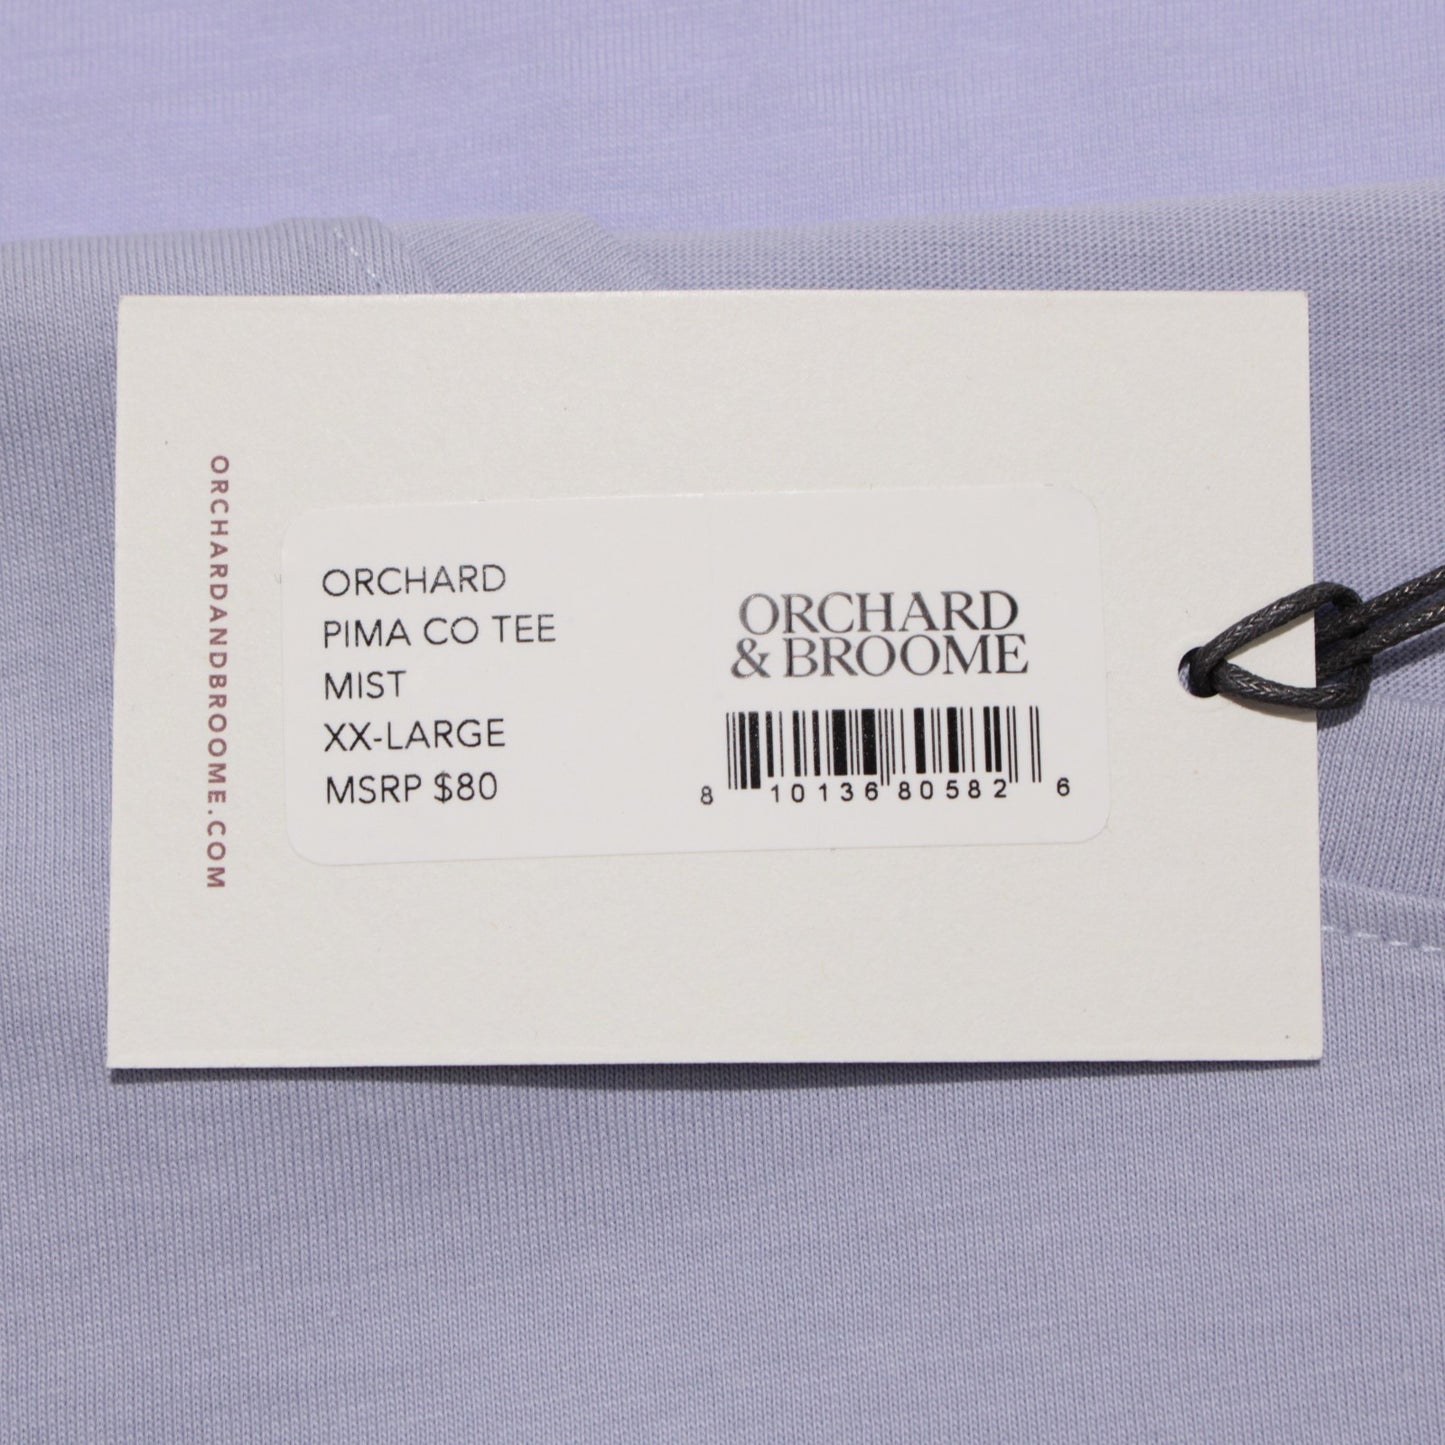 ORCHARDANDBROOME.COM
ORCHARD
PIMA CO TEE
MIST
XX-LARGE
MSRP $80
ORCHARD
& BROOME
8 10136 80582 6